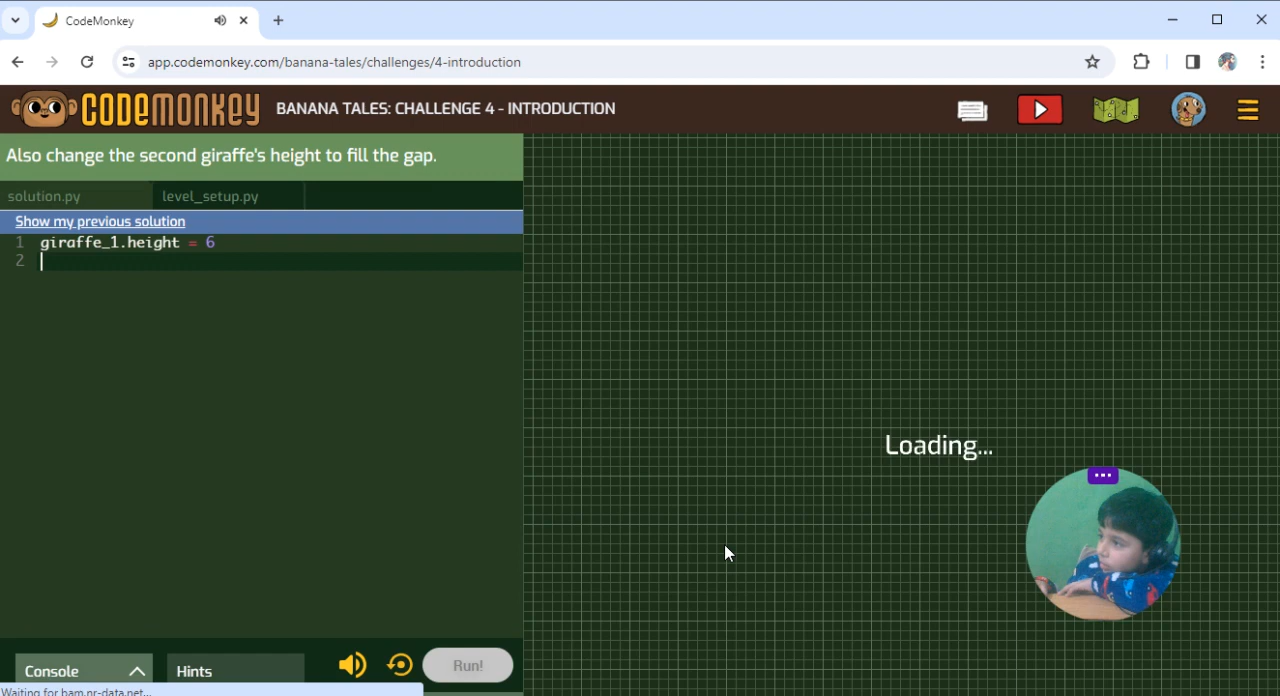 CodeMonkey
app.codemonkey.com/banana-tales/challenges/4-introduction
CODEMONKEY BANANA TALES: CHALLENGE 4 - INTRODUCTION
Also change the second giraffe's height to fill the gap.
solution.py level_setup.py
Show my previous solution
1 giraffe_1.height = 6
2
Loading...
Console Hints Run!
Waiting for bam.nr-data.net...